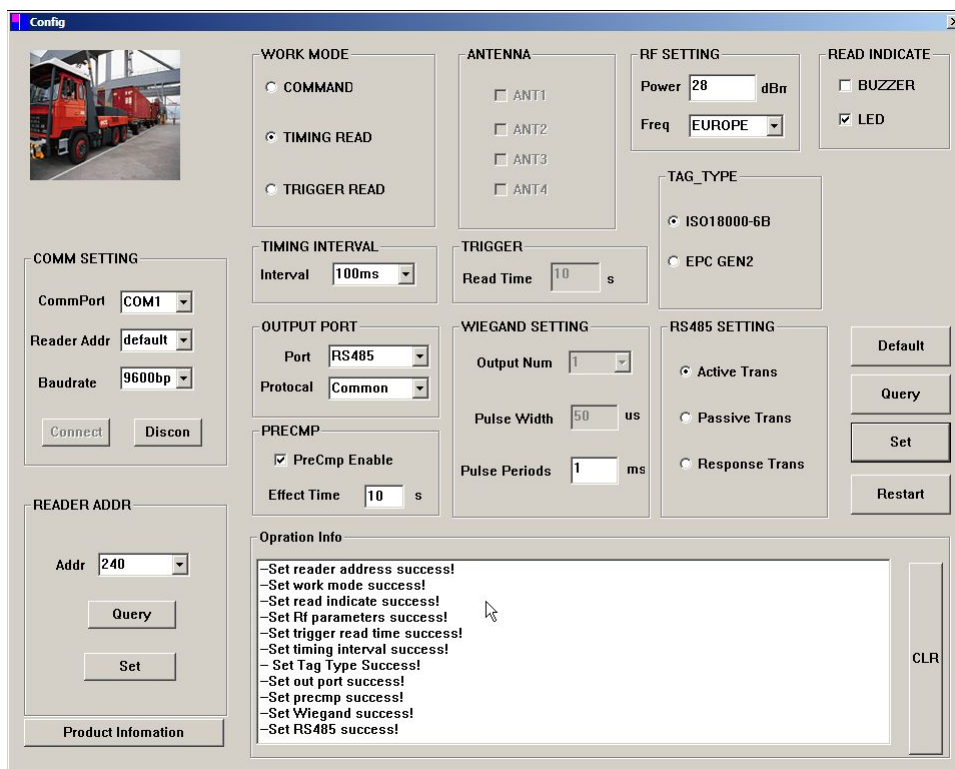 Config
WORK MODE
COMMAND
TIMING READ
TRIGGER READ
ANTENNA
ANT1
ANT2
ANT3
ANT4
RF SETTING
Power 28 dBm
Freq EUROPE
READ INDICATE
BUZZER
LED
TAG_TYPE
ISO18000-6B
EPC GEN2
COMM SETTING
CommPort COM1
Reader Addr default
Baudrate 9600bp
Connect Discon
TIMING INTERVAL
Interval 100ms
TRIGGER
Read Time 10 s
OUTPUT PORT
Port RS485
Protocal Common
WIEGAND SETTING
Output Num 1
Pulse Width 50 us
Pulse Periods 1 ms
RS485 SETTING
Active Trans
Passive Trans
Response Trans
Default
Query
Set
Restart
PRECMP
PreCmp Enable
Effect Time 10 s
READER ADDR
Addr 240
Query
Set
Product Infomation
Opration Info
–Set reader address success!
–Set work mode success!
–Set read indicate success!
–Set Rf parameters success!
–Set trigger read time success!
–Set timing interval success!
– Set Tag Type Success!
–Set out port success!
–Set precmp success!
–Set Wiegand success!
–Set RS485 success!
CLR